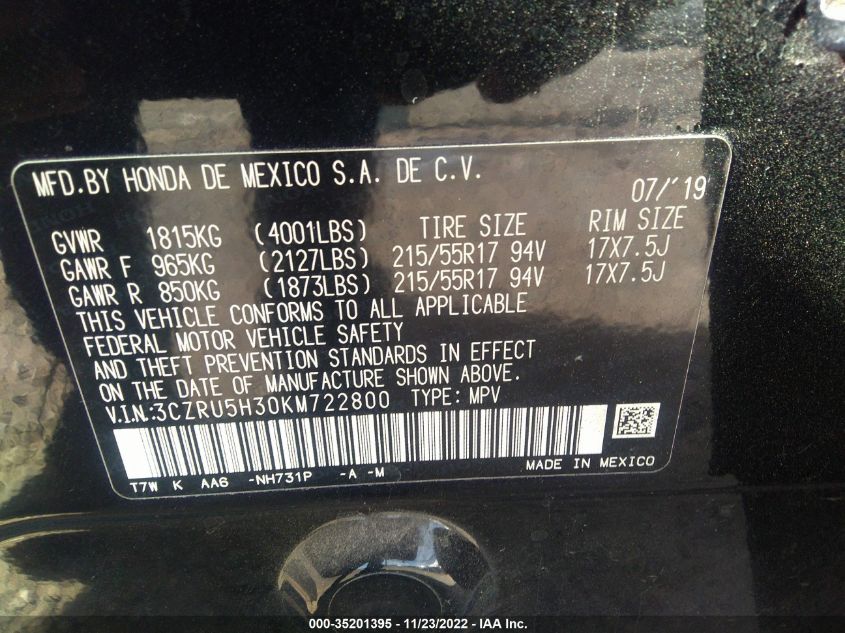 MFD.BY HONDA DE MEXICO S.A. DE C.V.
07/'19
GVWR 1815KG (4001LBS) TIRE SIZE RIM SIZE
GAWR F 965KG (2127LBS) 215/55R17 94V 17X7.5J
GAWR R 850KG (1873LBS) 215/55R17 94V 17X7.5J
THIS VEHICLE CONFORMS TO ALL APPLICABLE
FEDERAL MOTOR VEHICLE SAFETY
AND THEFT PREVENTION STANDARDS IN EFFECT
ON THE DATE OF MANUFACTURE SHOWN ABOVE.
V.I.N.:3CZRU5H30KM722800 TYPE: MPV
T7W K AA6 -NH731P -A -M MADE IN MEXICO
000-35201395 - 11/23/2022 - IAA Inc.